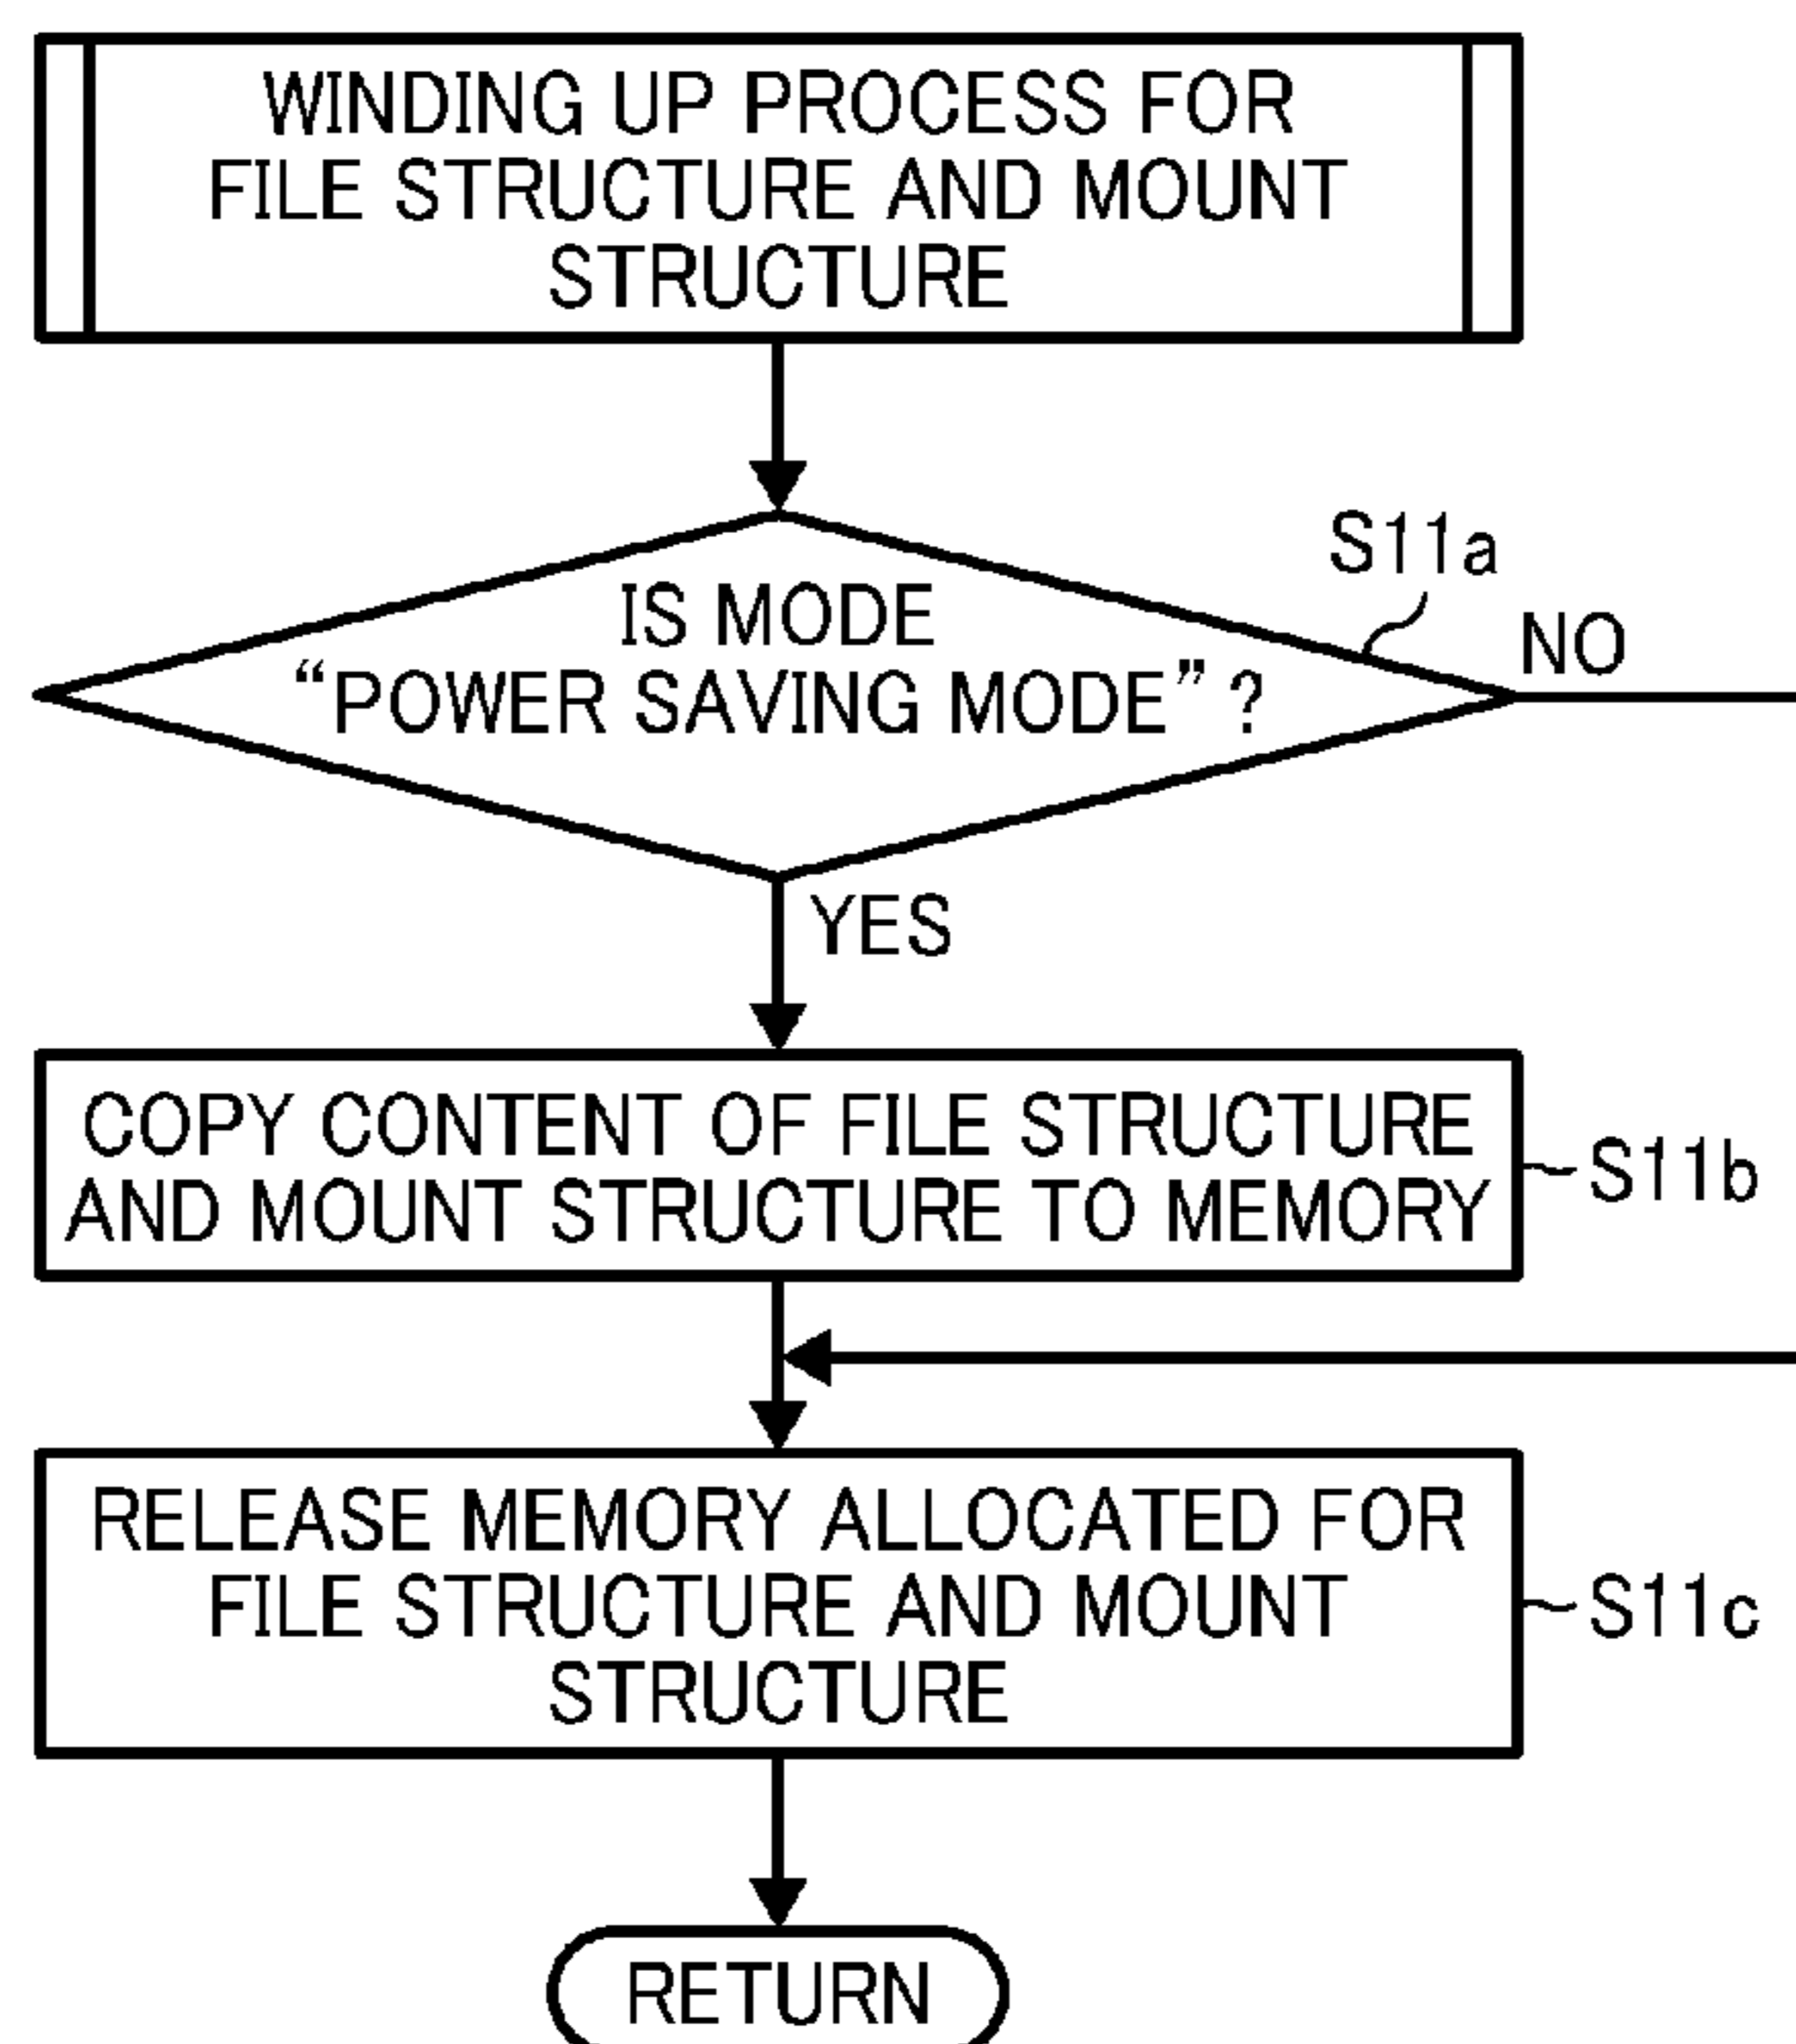 WINDING UP PROCESS FOR
FILE STRUCTURE AND MOUNT
STRUCTURE
S11a
IS MODE
“POWER SAVING MODE” ?
NO
YES
COPY CONTENT OF FILE STRUCTURE
AND MOUNT STRUCTURE TO MEMORY
S11b
RELEASE MEMORY ALLOCATED FOR
FILE STRUCTURE AND MOUNT
STRUCTURE
S11c
RETURN